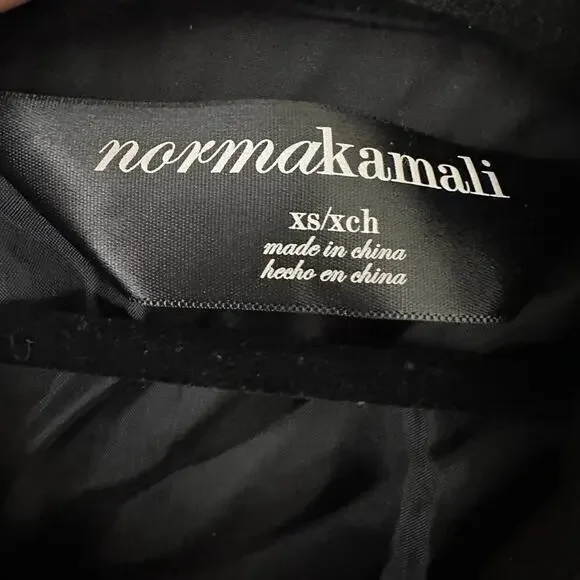 normakamali
xs/xch
made in china
hecho en china